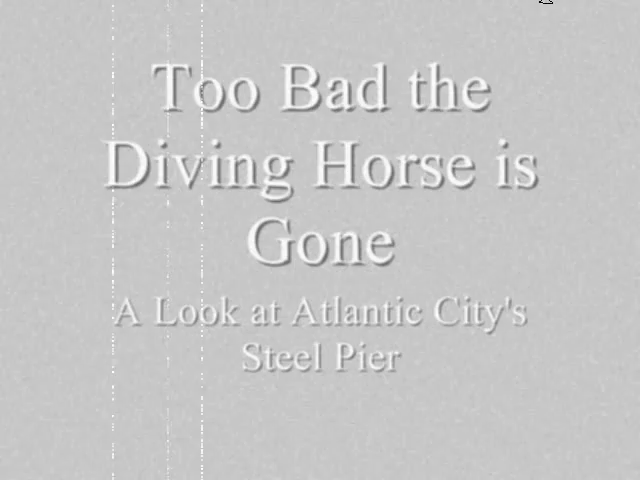 Too Bad the
Diving Horse is
Gone
A Look at Atlantic City's
Steel Pier